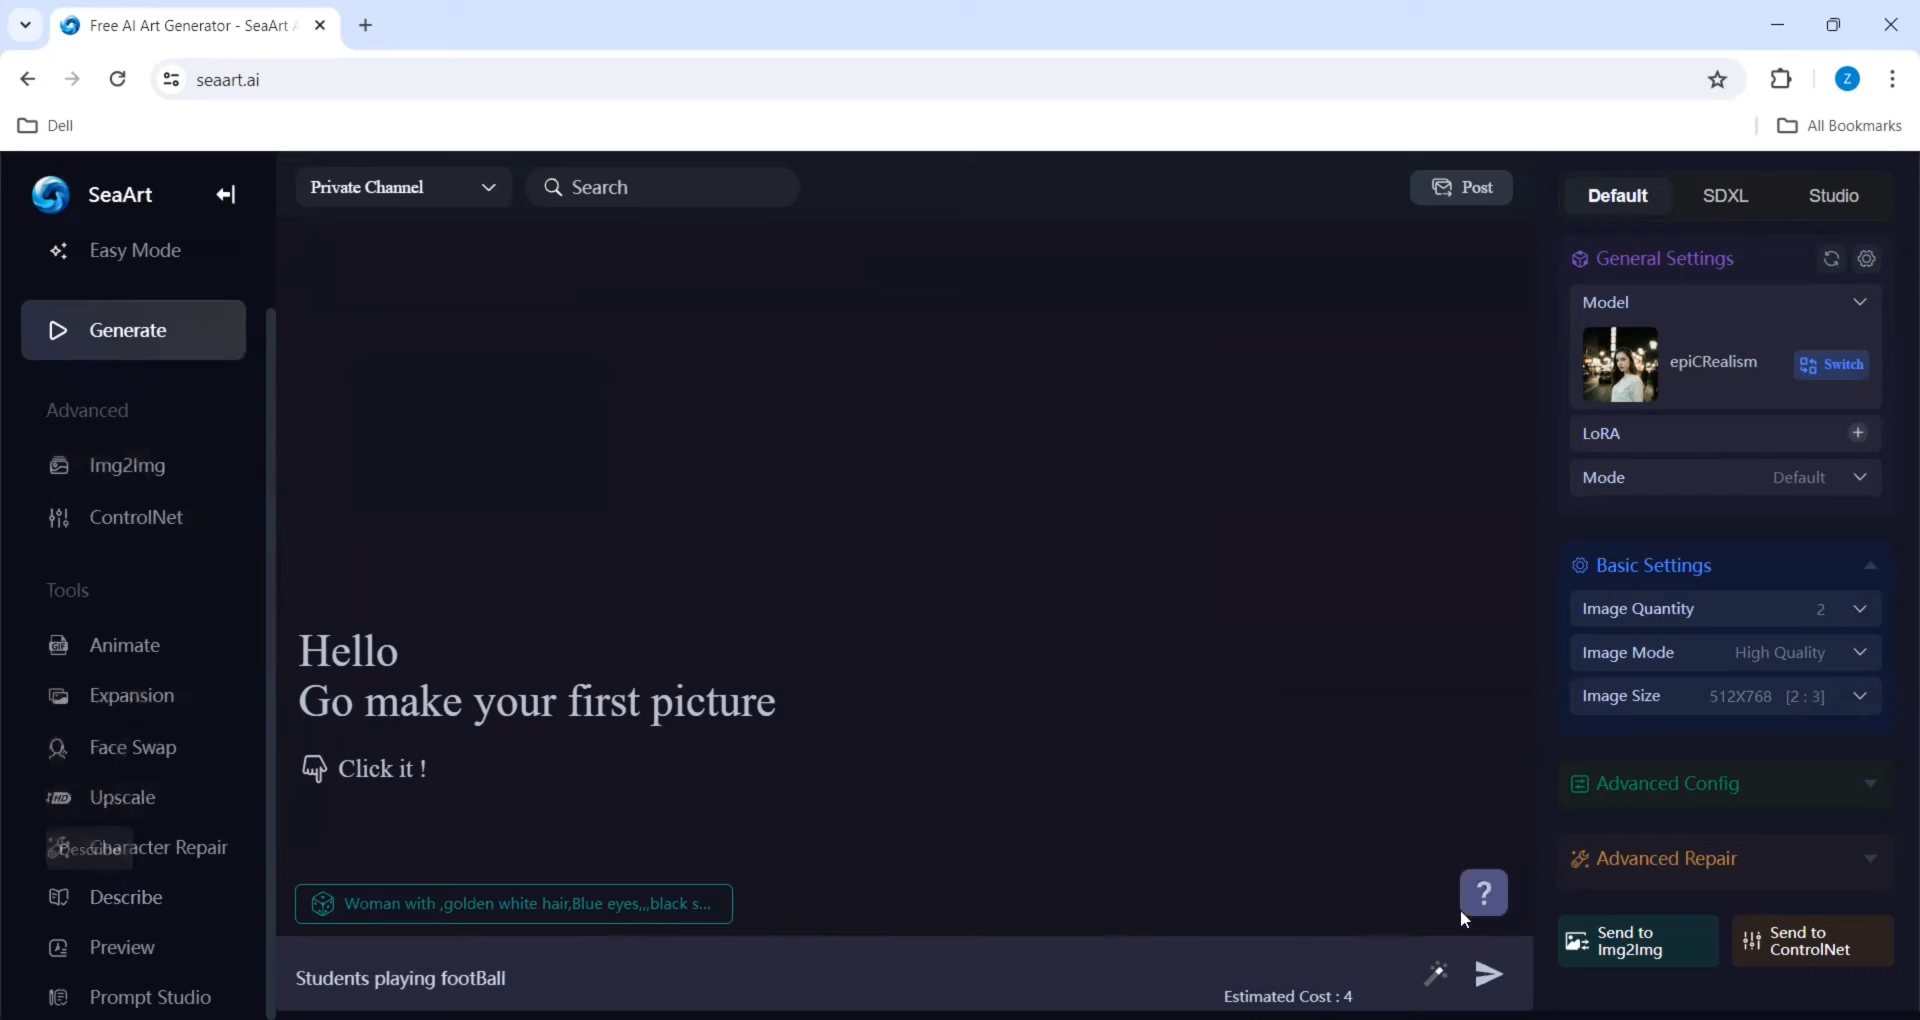 Free AI Art Generator - SeaArt A
seaart.ai
Dell
All Bookmarks
SeaArt
Easy Mode
Generate
Advanced
Img2Img
ControlNet
Tools
Animate
Expansion
Face Swap
Upscale
Character Repair
Describe
Describe
Preview
Prompt Studio
Private Channel
Search
Post
Hello
Go make your first picture
Click it !
Woman with ,golden white hair,Blue eyes,,,black s...
?
Students playing footBall
Estimated Cost : 4
Default SDXL Studio
General Settings
Model
epiCRealism
Switch
LoRA
Mode Default
Basic Settings
Image Quantity 2
Image Mode High Quality
Image Size 512X768 [2 : 3]
Advanced Config
Advanced Repair
Send to
Img2Img
Send to
ControlNet
Z
GIF
HD